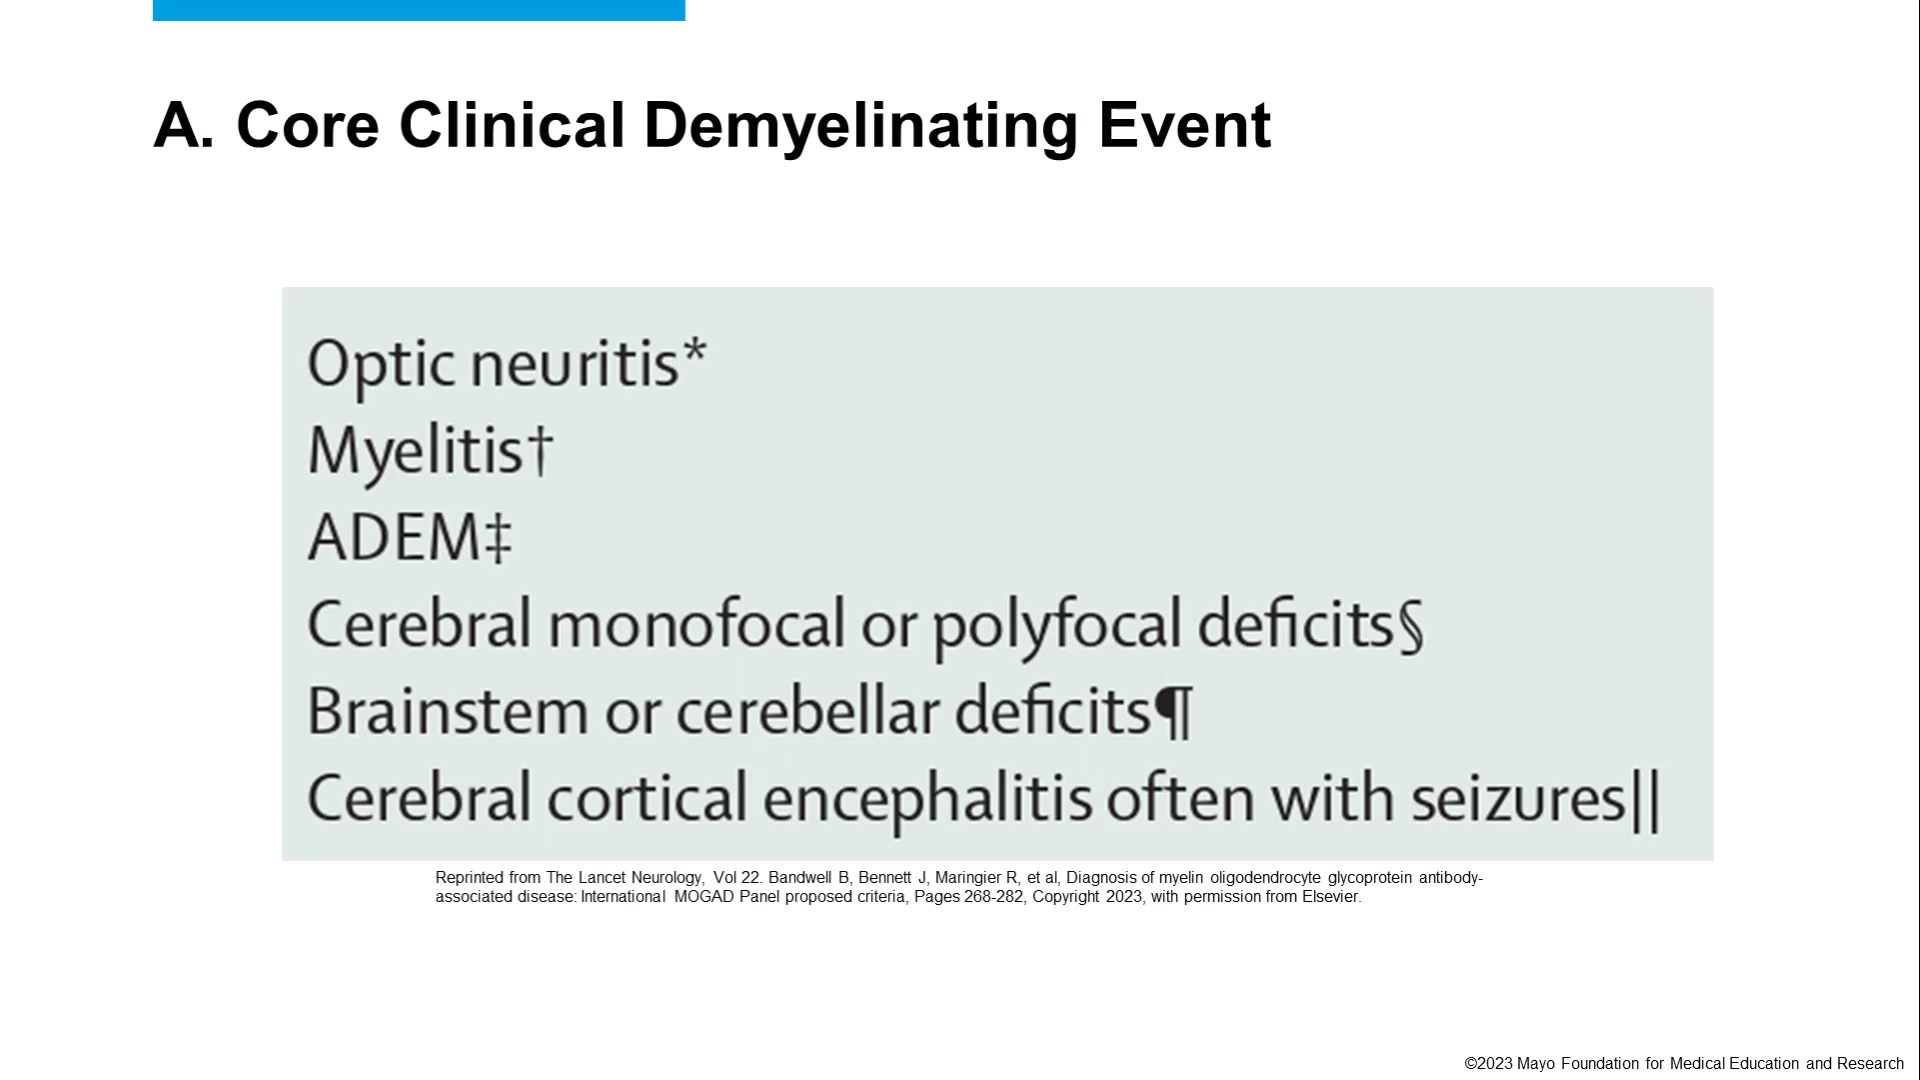 A. Core Clinical Demyelinating Event
Optic neuritis*
Myelitis†
ADEM‡
Cerebral monofocal or polyfocal deficits§
Brainstem or cerebellar deficits¶
Cerebral cortical encephalitis often with seizures||
Reprinted from The Lancet Neurology, Vol 22. Bandwell B, Bennett J, Maringier R, et al, Diagnosis of myelin oligodendrocyte glycoprotein antibody-
associated disease: International MOGAD Panel proposed criteria, Pages 268-282, Copyright 2023, with permission from Elsevier.
©2023 Mayo Foundation for Medical Education and Research